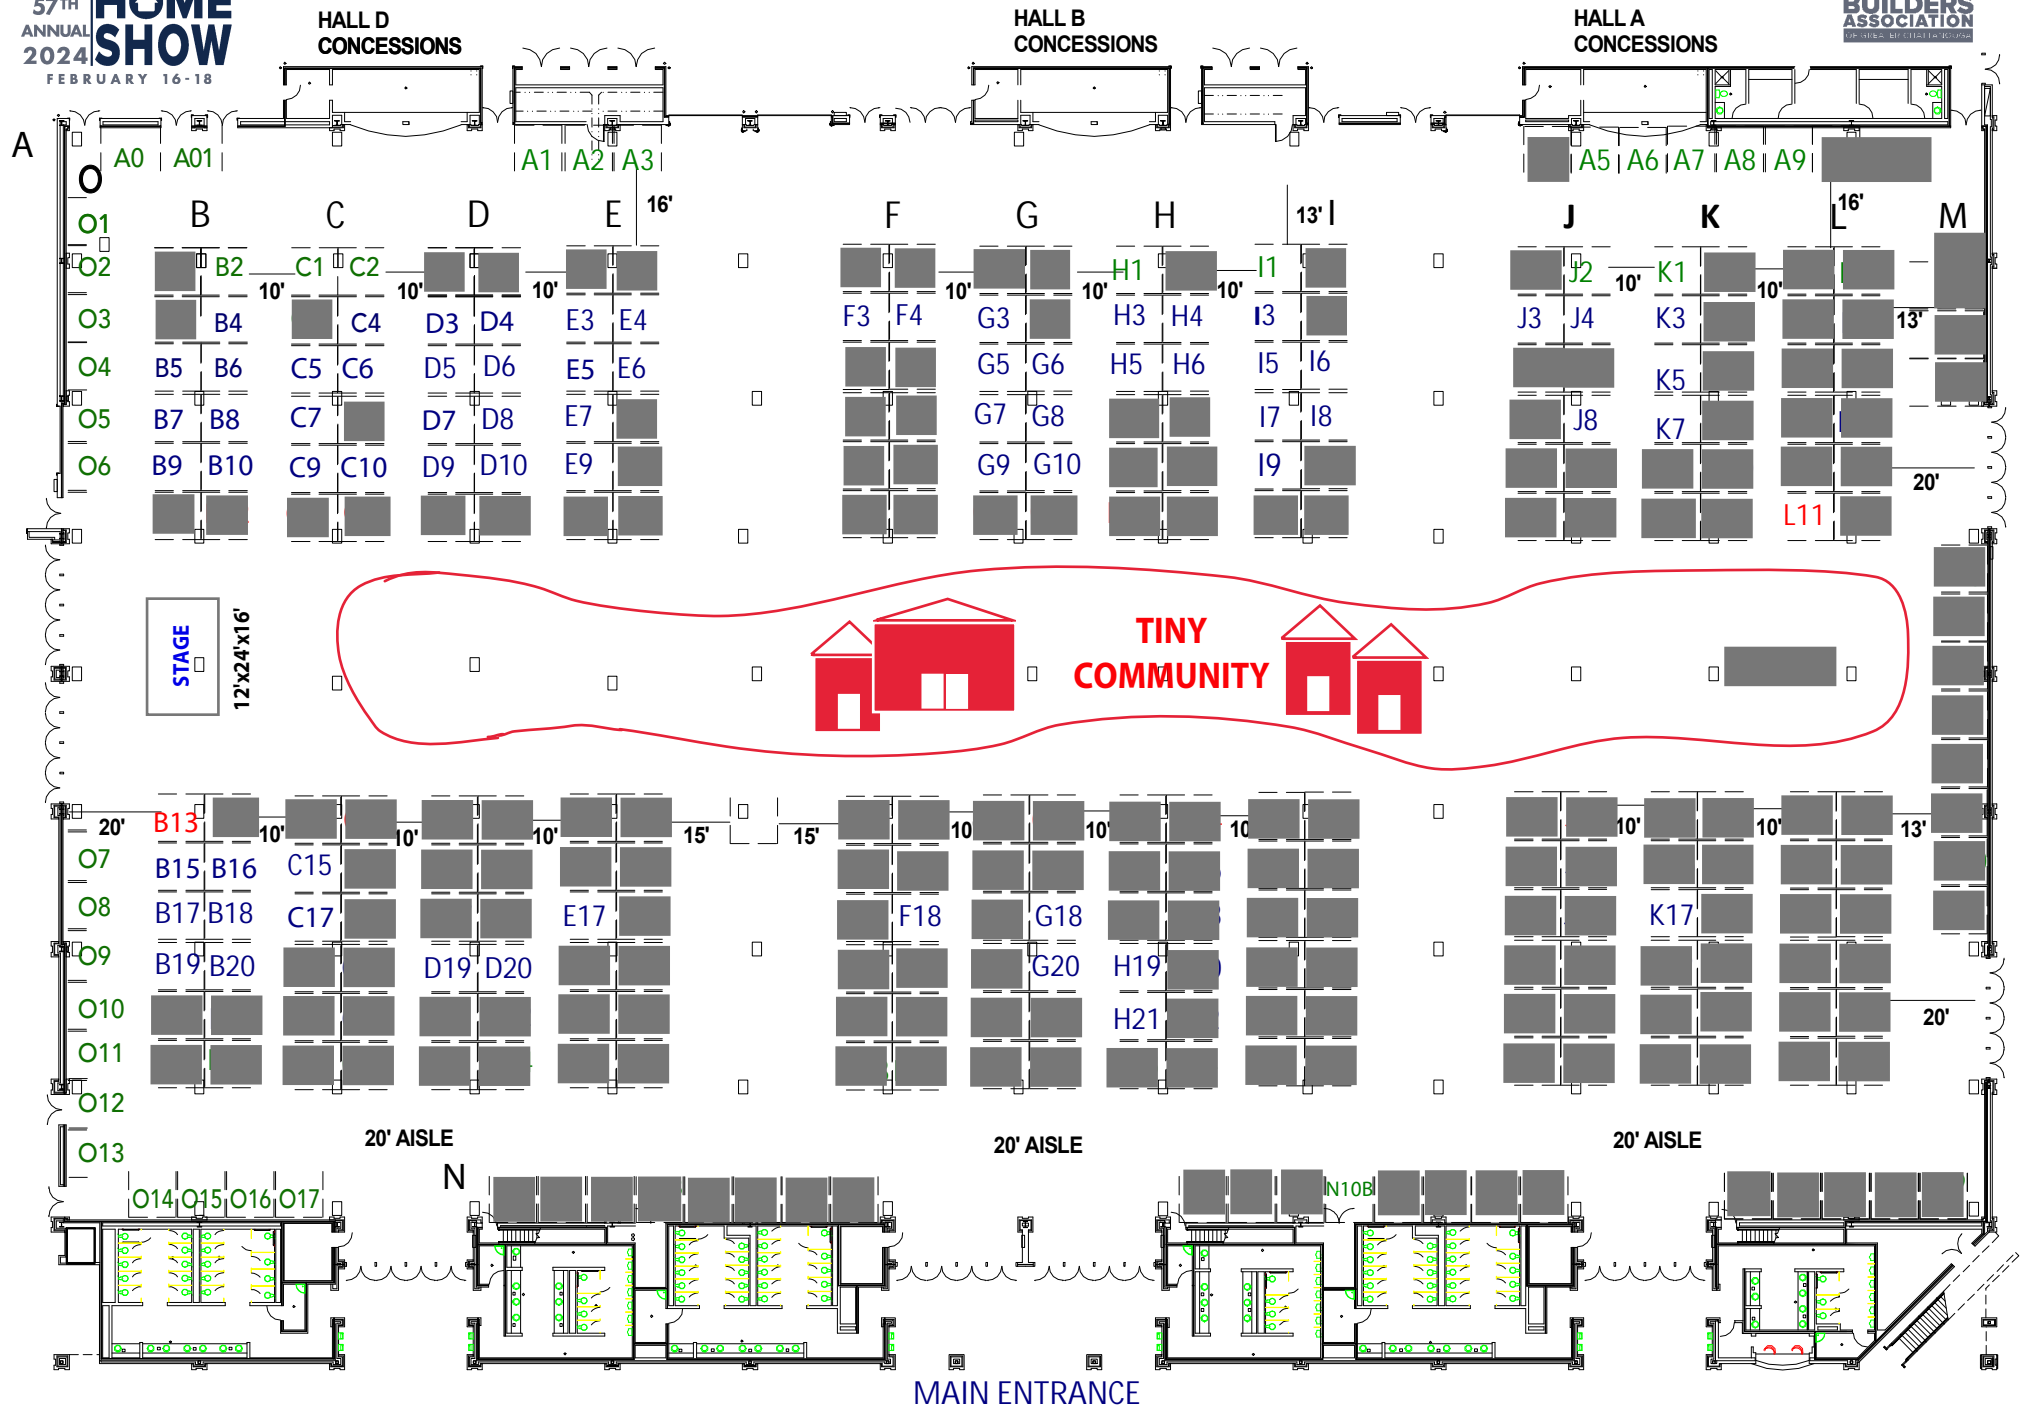 57TH
ANNUAL
2024
HOME
SHOW
FEBRUARY 16-18
HALL D
CONCESSIONS
HALL B
CONCESSIONS
HALL A
CONCESSIONS
BUILDERS
ASSOCIATION
OF GREATER CHATTANOOGA
A
A0 A01 A1 A2 A3 A5 A6 A7 A8 A9
O
B C D E 16' F G H 13' I J K L 16' M
O1
O2 B2 C1 C2 H1 I1 J2 K1
10' 10' 10' 10' 10' 10' 10' 10'
O3 B4 C4 D3 D4 E3 E4 F3 F4 G3 H3 H4 I3 J3 J4 K3 13'
O4 B5 B6 C5 C6 D5 D6 E5 E6 G5 G6 H5 H6 I5 I6 K5
O5 B7 B8 C7 D7 D8 E7 G7 G8 I7 I8 J8 K7
O6 B9 B10 C9 C10 D9 D10 E9 G9 G10 I9 20'
L11
STAGE
12'x24'x16'
TINY
COMMUNITY
20' B13 10' 10' 10' 15' 15' 10 10' 10 10' 10' 13'
O7 B15 B16 C15
O8 B17 B18 C17 E17 F18 G18 K17
O9 B19 B20 D19 D20 G20 H19
O10 H21 20'
O11
O12
O13
20' AISLE 20' AISLE 20' AISLE
N
O14 O15 O16 O17 N10B
MAIN ENTRANCE